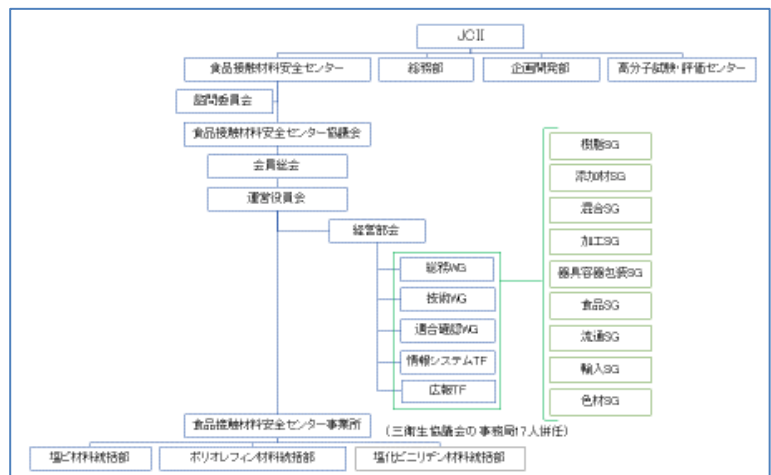 JCII
食品接触材料安全センター
総務部
企画開発部
高分子試験・評価センター
諮問委員会
食品接触材料安全センター協議会
会員総会
運営役員会
経営部会
総務WG
技術WG
適合確認WG
情報システムTF
広報TF
樹脂SG
添加材SG
混合SG
加工SG
器具容器包装SG
食品SG
流通SG
輸入SG
色材SG
食品接触材料安全センター事業所
(三衛生協議会の事務局17人併任)
塩ビ材料統括部
ポリオレフィン材料統括部
塩化ビニリデン材料統括部